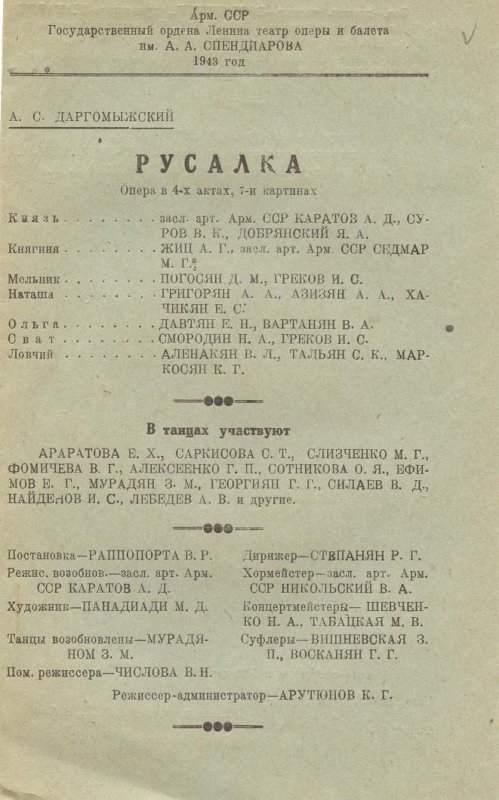 Арм. ССР
Государственный ордена Ленина театр оперы и балета
им. А. А. СПЕНДИАРОВА
1943 год
А. С. ДАРГОМЫЖСКИЙ
РУСАЛКА
Опера в 4-х актах, 7-и картинах
Князь . . . . . . . . засл. арт. Арм. ССР КАРАТОВ А. Д., СУ-
РОВ В. К., ДОБРЯНСКИЙ Я. А.
Княгиня . . . . . . . ЖИЦ А. Г., засл. арт. Арм. ССР СЕДМАР
М. Г.
Мельник . . . . . . . ПОГОСЯН Д. М., ГРЕКОВ И. С.
Наташа . . . . . . . . ГРИГОРЯН А. А., АЗИЗЯН А. А., ХА-
ЧИКЯН Е. С.
Ольга . . . . . . . . ДАВТЯН Е. Н., ВАРТАНЯН В. А.
Сват . . . . . . . . СМОРОДИН Н. А., ГРЕКОВ И. С.
Ловчий . . . . . . . . АЛЕНАКЯН В. Л., ТАЛЬЯН С. К., МАР-
КОСЯН К. Г.
В танцах участвуют
АРАРАТОВА Е. Х., САРКИСОВА С. Т., СЛИЗЧЕНКО М. Г.,
ФОМИЧЕВА В. Г., АЛЕКСЕЕНКО Г. П., СОТНИКОВА О. Я., ЕФИ-
МОВ Е. Г., МУРАДЯН З. М., ГЕОРГИЯН Г. Г., СИЛАЕВ В. Д.,
НАЙДЕНОВ И. С., ЛЕБЕДЕВ А. В. и другие.
Постановка—РАППОПОРТА В. Р.
Режис. возобнов.—засл. арт. Арм.
ССР КАРАТОВ А. Д.
Художник—ПАНАДИАДИ М. Д.
Танцы возобновлены—МУРАДЯ-
НОМ З. М.
Пом. режиссера—ЧИСЛОВА В. Н.
Дирижер—СТЕПАНЯН Р. Г.
Хормейстер—засл. арт. Арм.
ССР НИКОЛЬСКИЙ В. А.
Концертмейстеры— ШЕВЧЕН-
КО Н. А., ТАБАЦКАЯ М. В.
Суфлеры—ВИШНЕВСКАЯ З.
П., ВОСКАНЯН Г. Г.
Режиссер-администратор—АРУТЮНОВ К. Г.